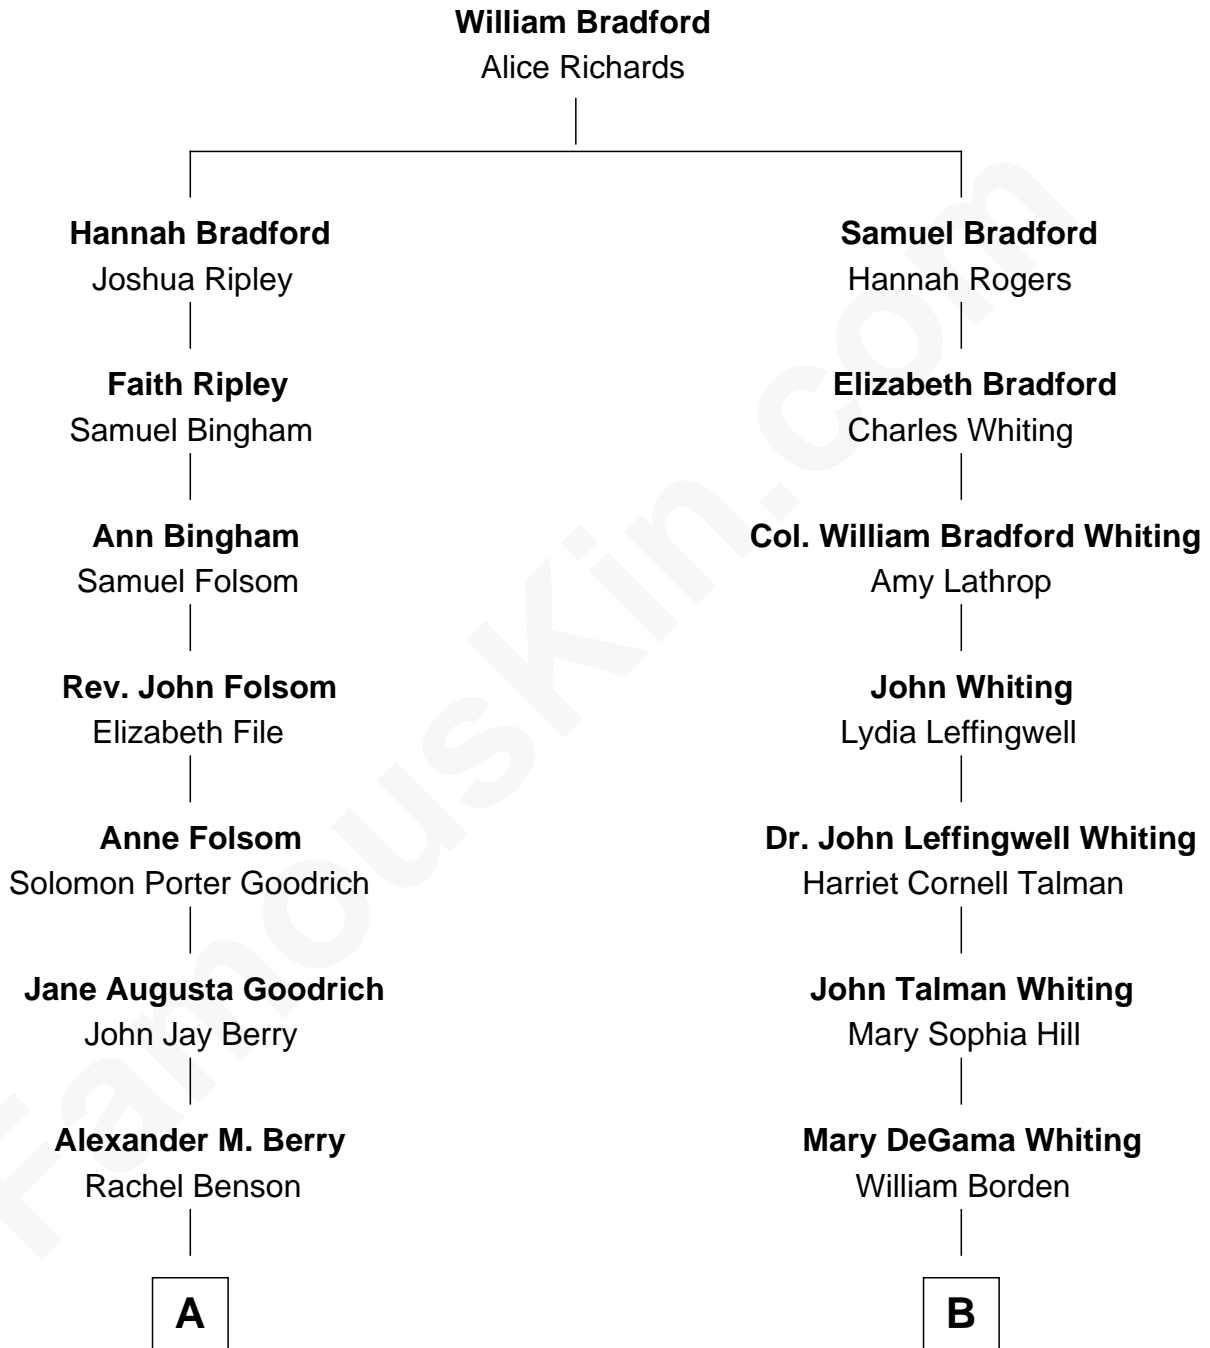 William Bradford
Alice Richards
Hannah Bradford
Joshua Ripley
Samuel Bradford
Hannah Rogers
Faith Ripley
Samuel Bingham
Elizabeth Bradford
Charles Whiting
Ann Bingham
Samuel Folsom
Col. William Bradford Whiting
Amy Lathrop
Rev. John Folsom
Elizabeth File
John Whiting
Lydia Leffingwell
Anne Folsom
Solomon Porter Goodrich
Dr. John Leffingwell Whiting
Harriet Cornell Talman
Jane Augusta Goodrich
John Jay Berry
John Talman Whiting
Mary Sophia Hill
Alexander M. Berry
Rachel Benson
Mary DeGama Whiting
William Borden
A
B
FamousKin.com